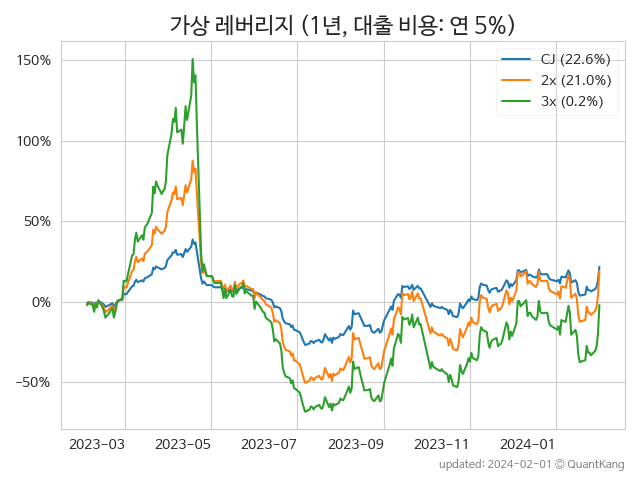 가상 레버리지 (1년, 대출 비용: 연 5%)
CJ (22.6%)
2x (21.0%)
3x (0.2%)
150%
100%
50%
0%
−50%
2023-03 2023-05 2023-07 2023-09 2023-11 2024-01
updated: 2024-02-01 © QuantKang